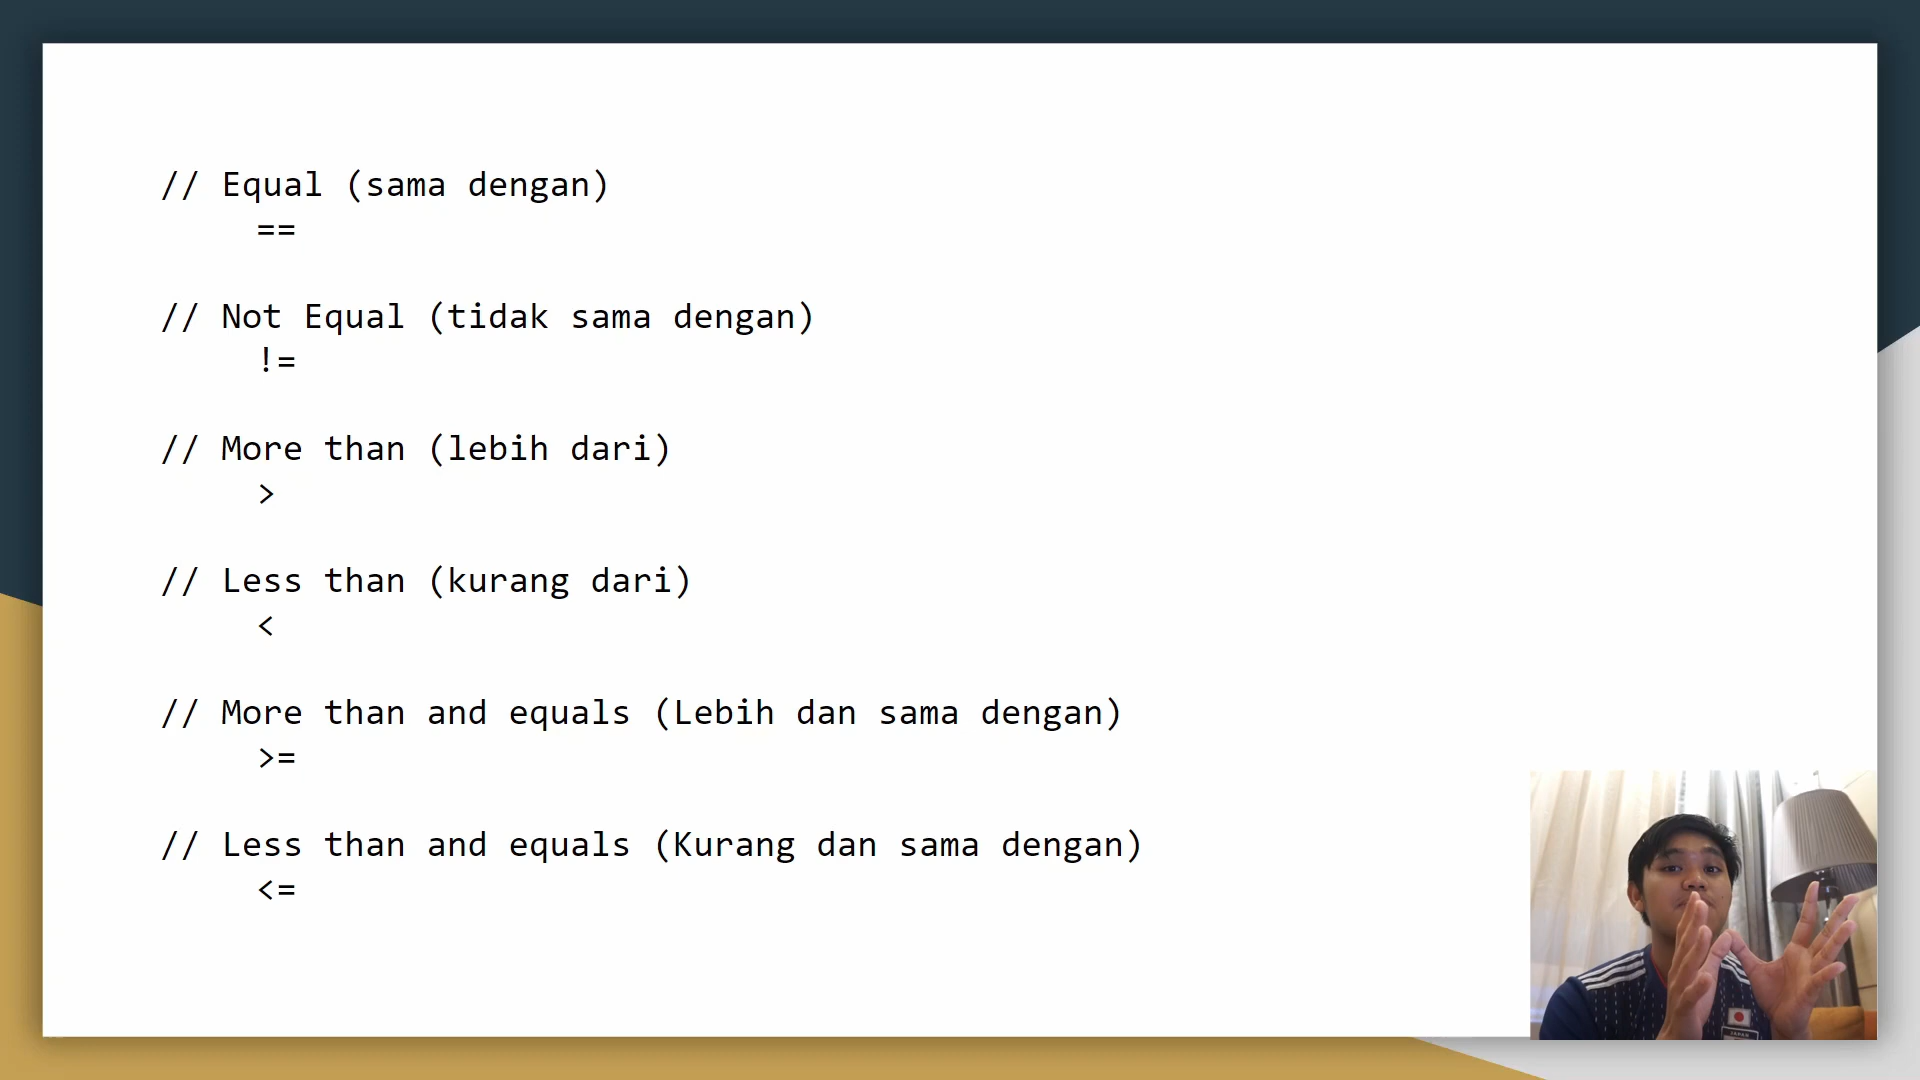 // Equal (sama dengan)
==
// Not Equal (tidak sama dengan)
!=
// More than (lebih dari)
>
// Less than (kurang dari)
<
// More than and equals (Lebih dan sama dengan)
>=
// Less than and equals (Kurang dan sama dengan)
<=
JAPAN